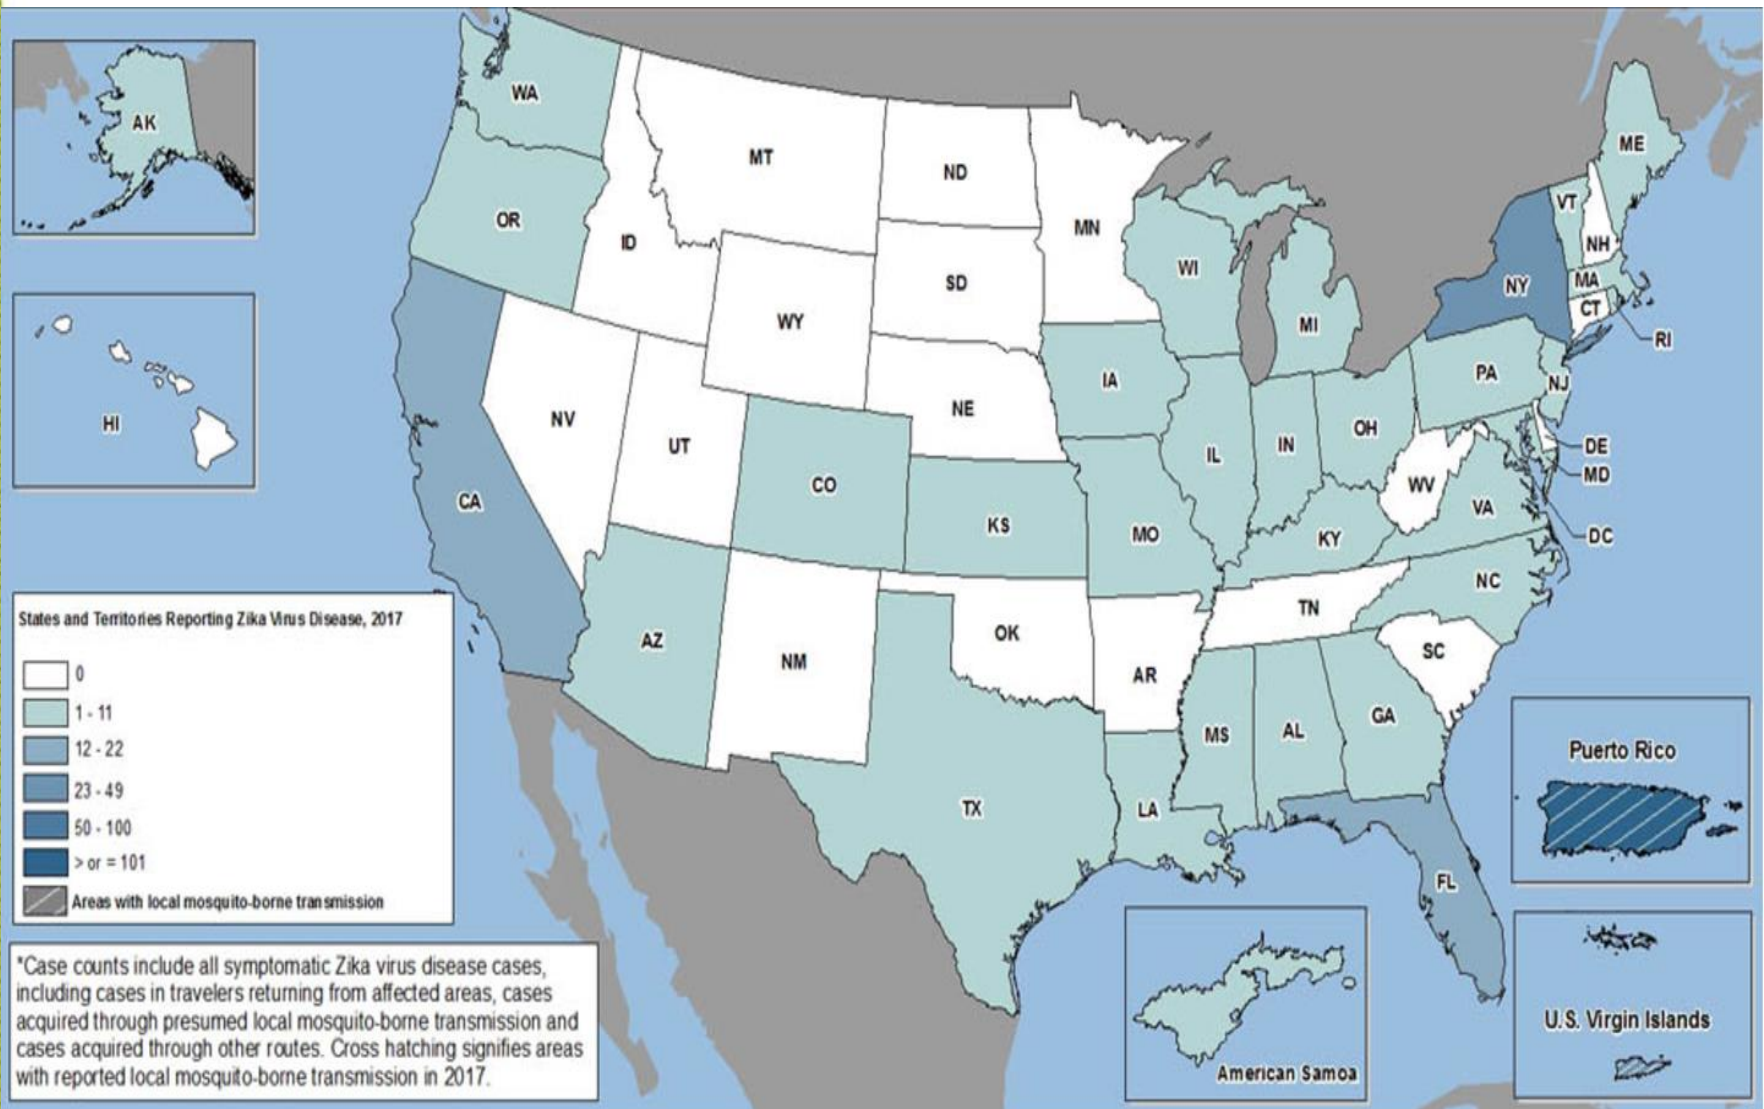 WA
AK
MT
ND
ME
OR
ID
MN
VT
NH
WI
SD
NY
MA
CT
WY
MI
RI
IA
PA
NJ
NE
HI
NV
UT
OH
IN
IL
DE
MD
CO
WV
CA
KS
VA
MO
KY
DC
NC
TN
States and Territories Reporting Zika Virus Disease, 2017
OK
AZ
NM
SC
AR
0
1 - 11
GA
MS
AL
12 - 22
Puerto Rico
23 - 49
TX
LA
50 - 100
> or = 101
FL
Areas with local mosquito-borne transmission
*Case counts include all symptomatic Zika virus disease cases,
including cases in travelers returning from affected areas, cases
acquired through presumed local mosquito-borne transmission and
cases acquired through other routes. Cross hatching signifies areas
with reported local mosquito-borne transmission in 2017.
U.S. Virgin Islands
American Samoa